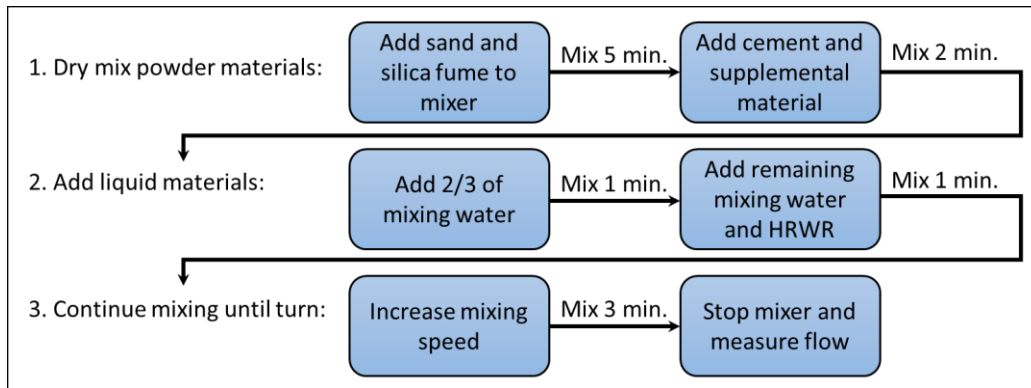 1. Dry mix powder materials:
Add sand and
silica fume to
mixer
Mix 5 min.
Add cement and
supplemental
material
Mix 2 min.
2. Add liquid materials:
Add 2/3 of
mixing water
Mix 1 min.
Add remaining
mixing water
and HRWR
Mix 1 min.
3. Continue mixing until turn:
Increase mixing
speed
Mix 3 min.
Stop mixer and
measure flow